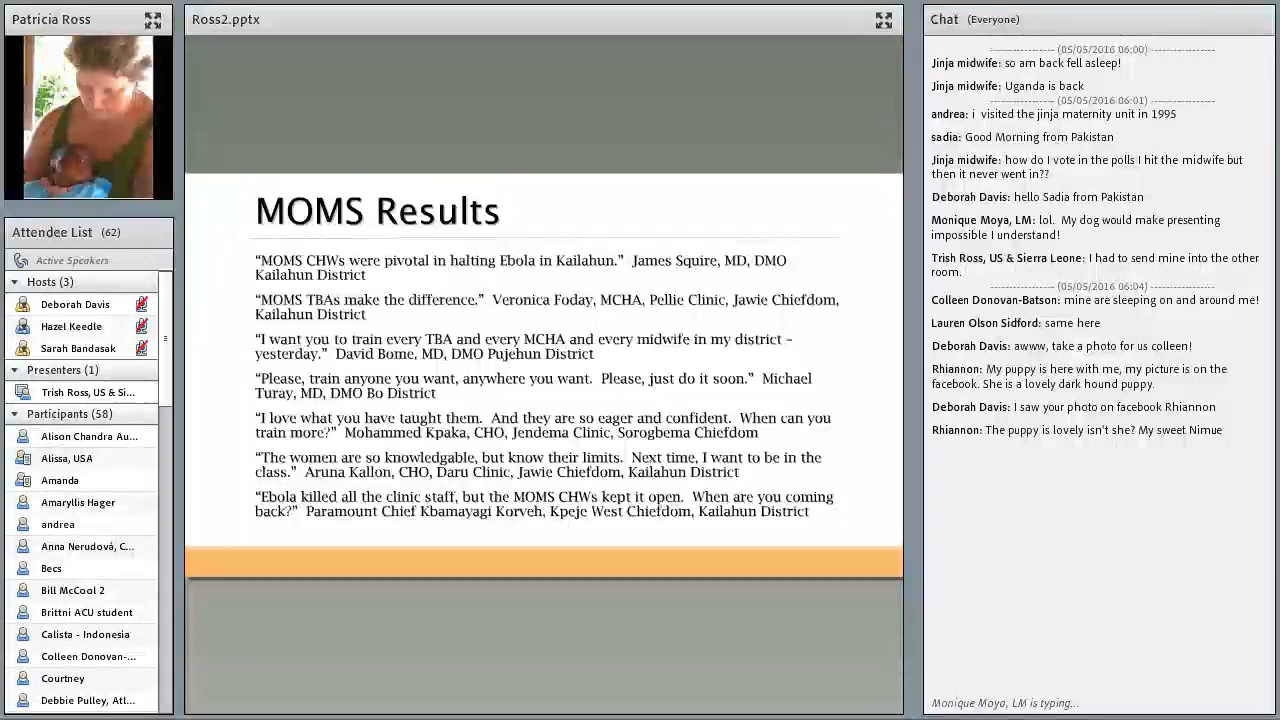 Patricia Ross
Attendee List (62)
Active Speakers
Hosts (3)
Deborah Davis
Hazel Keedle
Sarah Bandasak
Presenters (1)
Trish Ross, US & Si...
Participants (58)
Alison Chandra Au...
Alissa, USA
Amanda
Amaryllis Hager
andrea
Anna Nerudová, C...
Becs
Bill McCool 2
Brittni ACU student
Calista - Indonesia
Colleen Donovan-...
Courtney
Debbie Pulley, Atl...
Ross2.pptx
MOMS Results
“MOMS CHWs were pivotal in halting Ebola in Kailahun.” James Squire, MD, DMO
Kailahun District
“MOMS TBAs make the difference.” Veronica Foday, MCHA, Pellie Clinic, Jawie Chiefdom,
Kailahun District
“I want you to train every TBA and every MCHA and every midwife in my district –
yesterday.” David Bome, MD, DMO Pujehun District
“Please, train anyone you want, anywhere you want. Please, just do it soon.” Michael
Turay, MD, DMO Bo District
“I love what you have taught them. And they are so eager and confident. When can you
train more?” Mohammed Kpaka, CHO, Jendema Clinic, Sorogbema Chiefdom
“The women are so knowledgable, but know their limits. Next time, I want to be in the
class.” Aruna Kallon, CHO, Daru Clinic, Jawie Chiefdom, Kailahun District
“Ebola killed all the clinic staff, but the MOMS CHWs kept it open. When are you coming
back?” Paramount Chief Kbamayagi Korveh, Kpeje West Chiefdom, Kailahun District
Chat (Everyone)
------------------ (05/05/2016 06:00) ------------------
Jinja midwife: so am back fell asleep!
Jinja midwife: Uganda is back
------------------ (05/05/2016 06:01) ------------------
andrea: i visited the jinja maternity unit in 1995
sadia: Good Morning from Pakistan
Jinja midwife: how do I vote in the polls I hit the midwife but
then it never went in??
Deborah Davis: hello Sadia from Pakistan
Monique Moya, LM: lol. My dog would make presenting
impossible I understand!
Trish Ross, US & Sierra Leone: I had to send mine into the other
room.
------------------ (05/05/2016 06:04) ------------------
Colleen Donovan-Batson: mine are sleeping on and around me!
Lauren Olson Sidford: same here
Deborah Davis: awww, take a photo for us colleen!
Rhiannon: My puppy is here with me, my picture is on the
facebook. She is a lovely dark hound puppy.
Deborah Davis: I saw your photo on facebook Rhiannon
Rhiannon: The puppy is lovely isn't she? My sweet Nimue
Monique Moya, LM is typing...